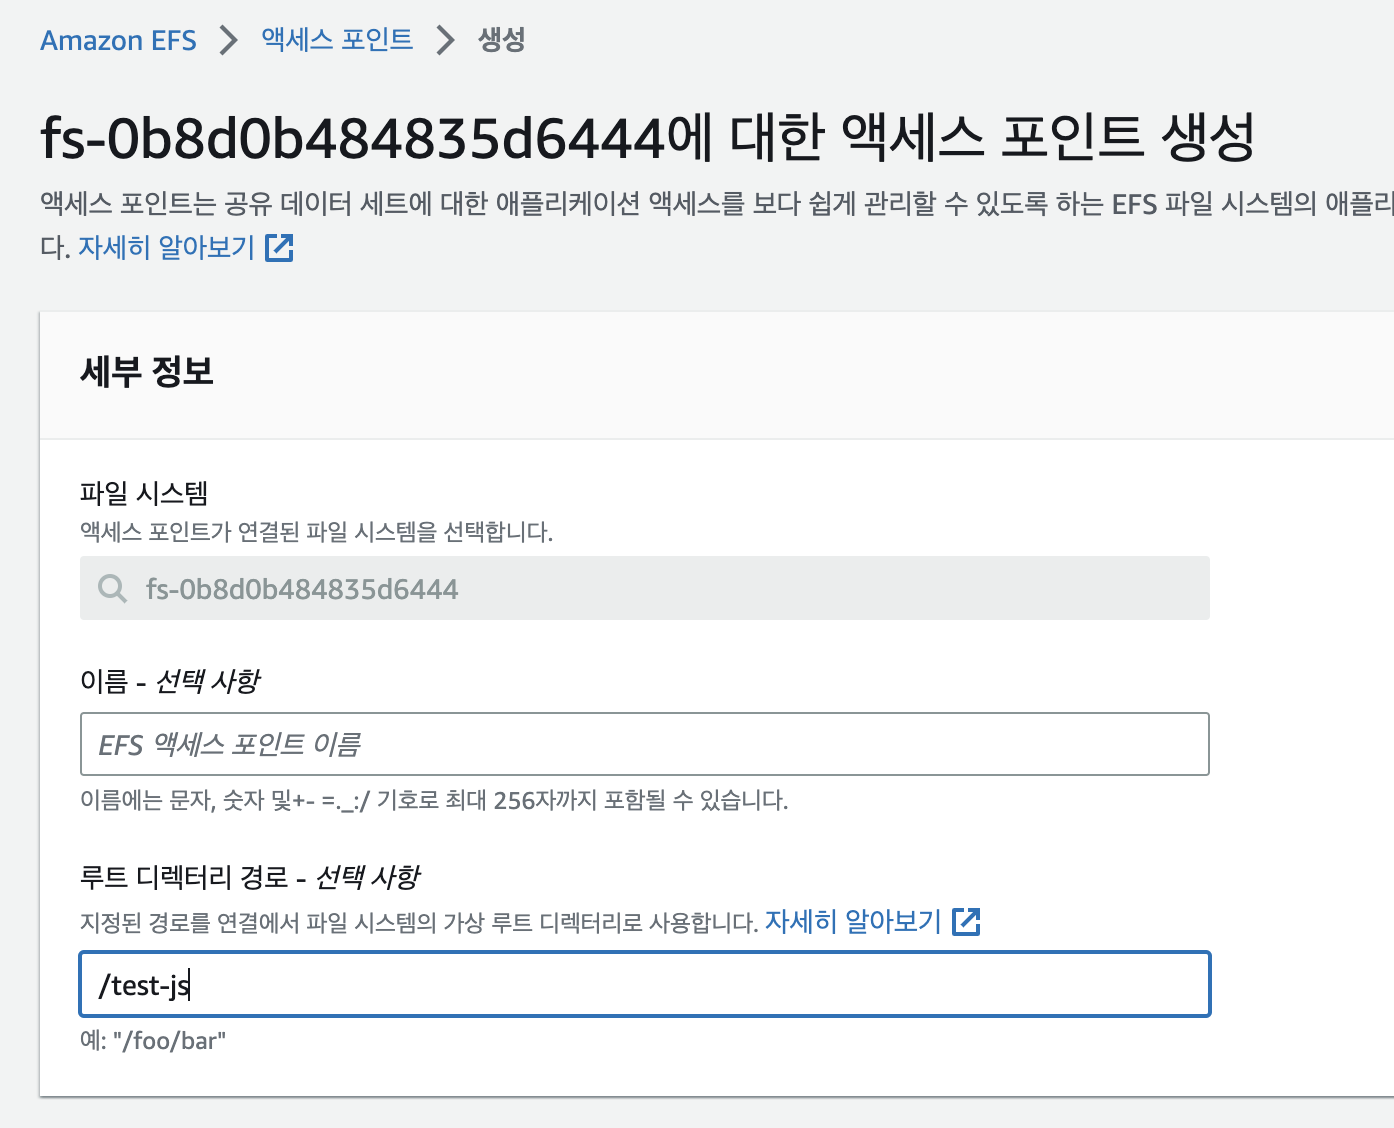 Amazon EFS > 액세스 포인트 > 생성
fs-0b8d0b484835d6444에 대한 액세스 포인트 생성
액세스 포인트는 공유 데이터 세트에 대한 애플리케이션 액세스를 보다 쉽게 관리할 수 있도록 하는 EFS 파일 시스템의 애플리
다. 자세히 알아보기
세부 정보
파일 시스템
액세스 포인트가 연결된 파일 시스템을 선택합니다.
fs-0b8d0b484835d6444
이름 - 선택 사항
EFS 액세스 포인트 이름
이름에는 문자, 숫자 및+- =._:/ 기호로 최대 256자까지 포함될 수 있습니다.
루트 디렉터리 경로 - 선택 사항
지정된 경로를 연결에서 파일 시스템의 가상 루트 디렉터리로 사용합니다. 자세히 알아보기
/test-js
예: "/foo/bar"